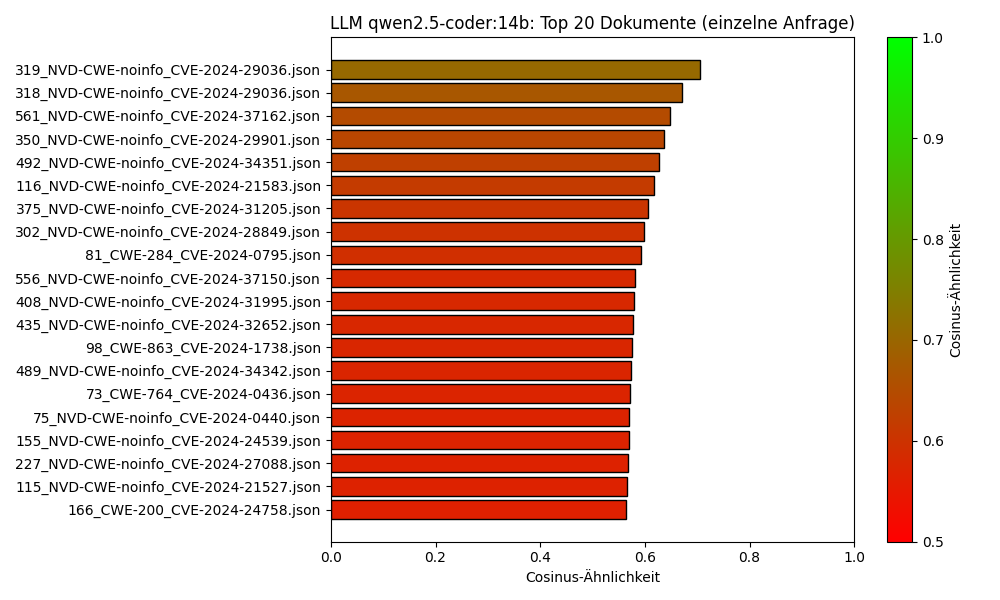 LLM qwen2.5-coder:14b: Top 20 Dokumente (einzelne Anfrage)
319_NVD-CWE-noinfo_CVE-2024-29036.json
318_NVD-CWE-noinfo_CVE-2024-29036.json
561_NVD-CWE-noinfo_CVE-2024-37162.json
350_NVD-CWE-noinfo_CVE-2024-29901.json
492_NVD-CWE-noinfo_CVE-2024-34351.json
116_NVD-CWE-noinfo_CVE-2024-21583.json
375_NVD-CWE-noinfo_CVE-2024-31205.json
302_NVD-CWE-noinfo_CVE-2024-28849.json
81_CWE-284_CVE-2024-0795.json
556_NVD-CWE-noinfo_CVE-2024-37150.json
408_NVD-CWE-noinfo_CVE-2024-31995.json
435_NVD-CWE-noinfo_CVE-2024-32652.json
98_CWE-863_CVE-2024-1738.json
489_NVD-CWE-noinfo_CVE-2024-34342.json
73_CWE-764_CVE-2024-0436.json
75_NVD-CWE-noinfo_CVE-2024-0440.json
155_NVD-CWE-noinfo_CVE-2024-24539.json
227_NVD-CWE-noinfo_CVE-2024-27088.json
115_NVD-CWE-noinfo_CVE-2024-21527.json
166_CWE-200_CVE-2024-24758.json
0.0 0.2 0.4 0.6 0.8 1.0
Cosinus-Ähnlichkeit
1.0
0.9
0.8
0.7
0.6
0.5
Cosinus-Ähnlichkeit